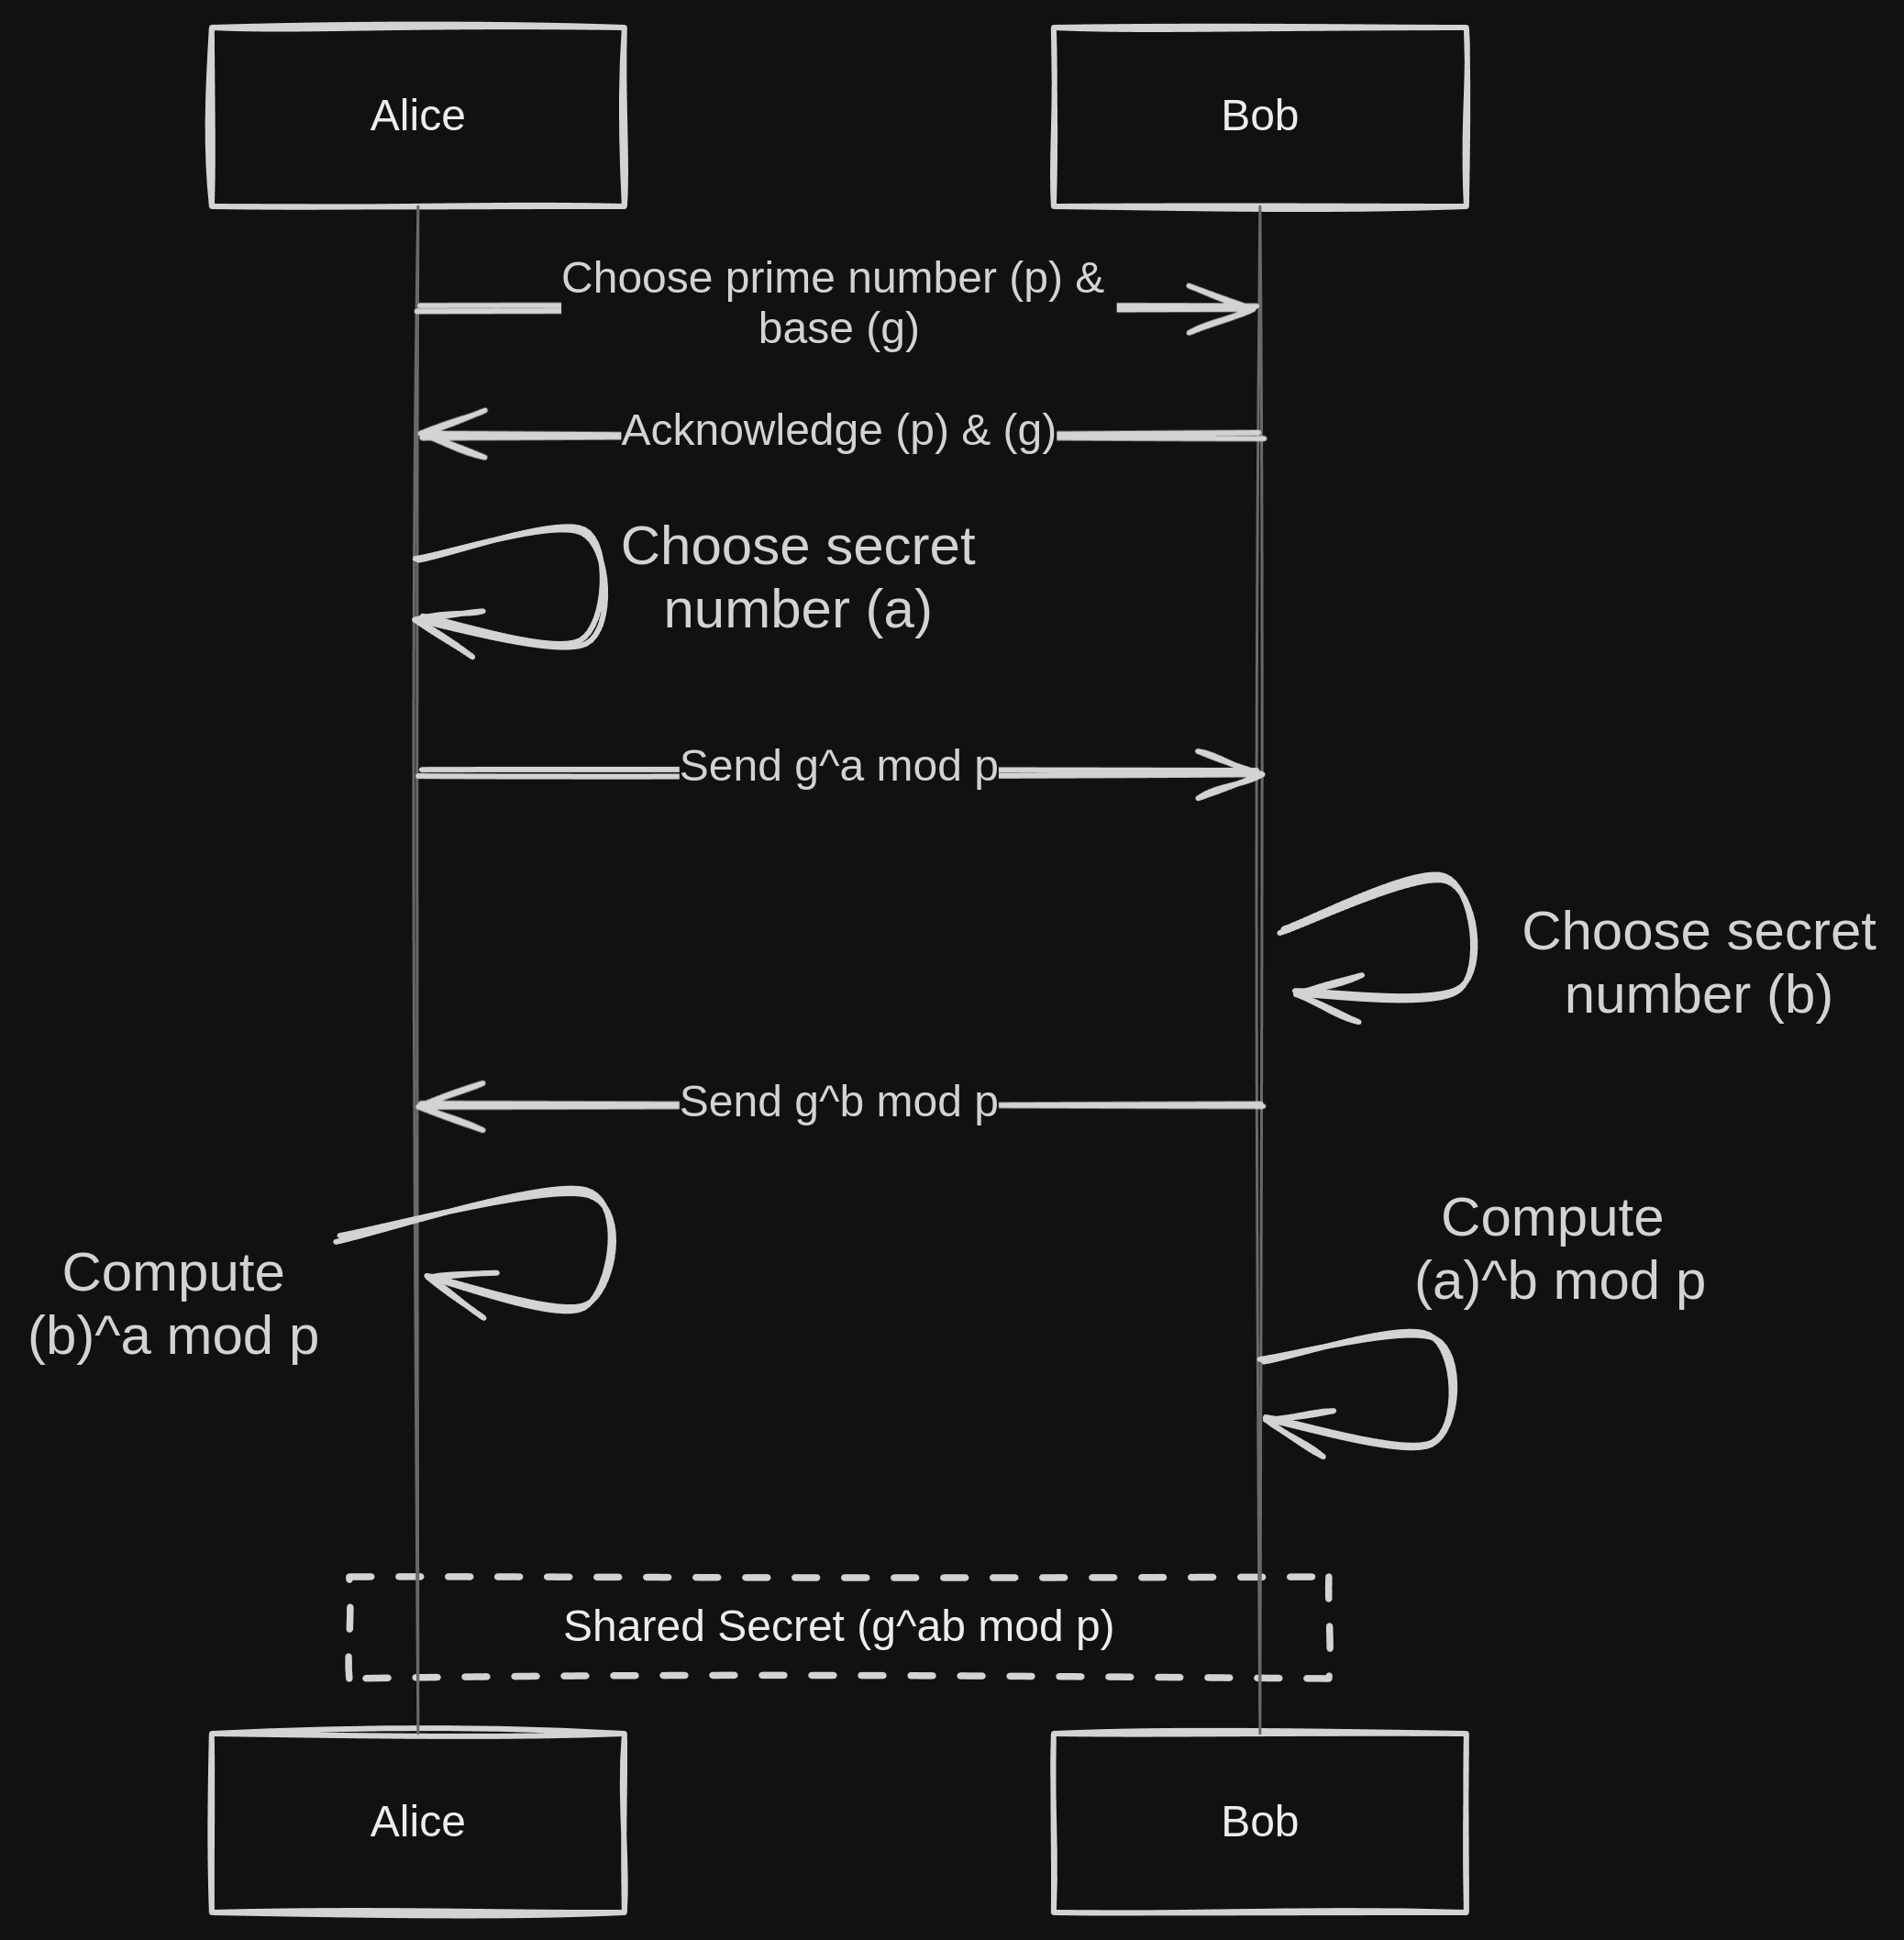 Alice
Bob
Choose prime number (p) &
base (g)
Acknowledge (p) & (g)
Choose secret
number (a)
Send g^a mod p
Choose secret
number (b)
Send g^b mod p
Compute
(b)^a mod p
Compute
(a)^b mod p
Shared Secret (g^ab mod p)
Alice
Bob